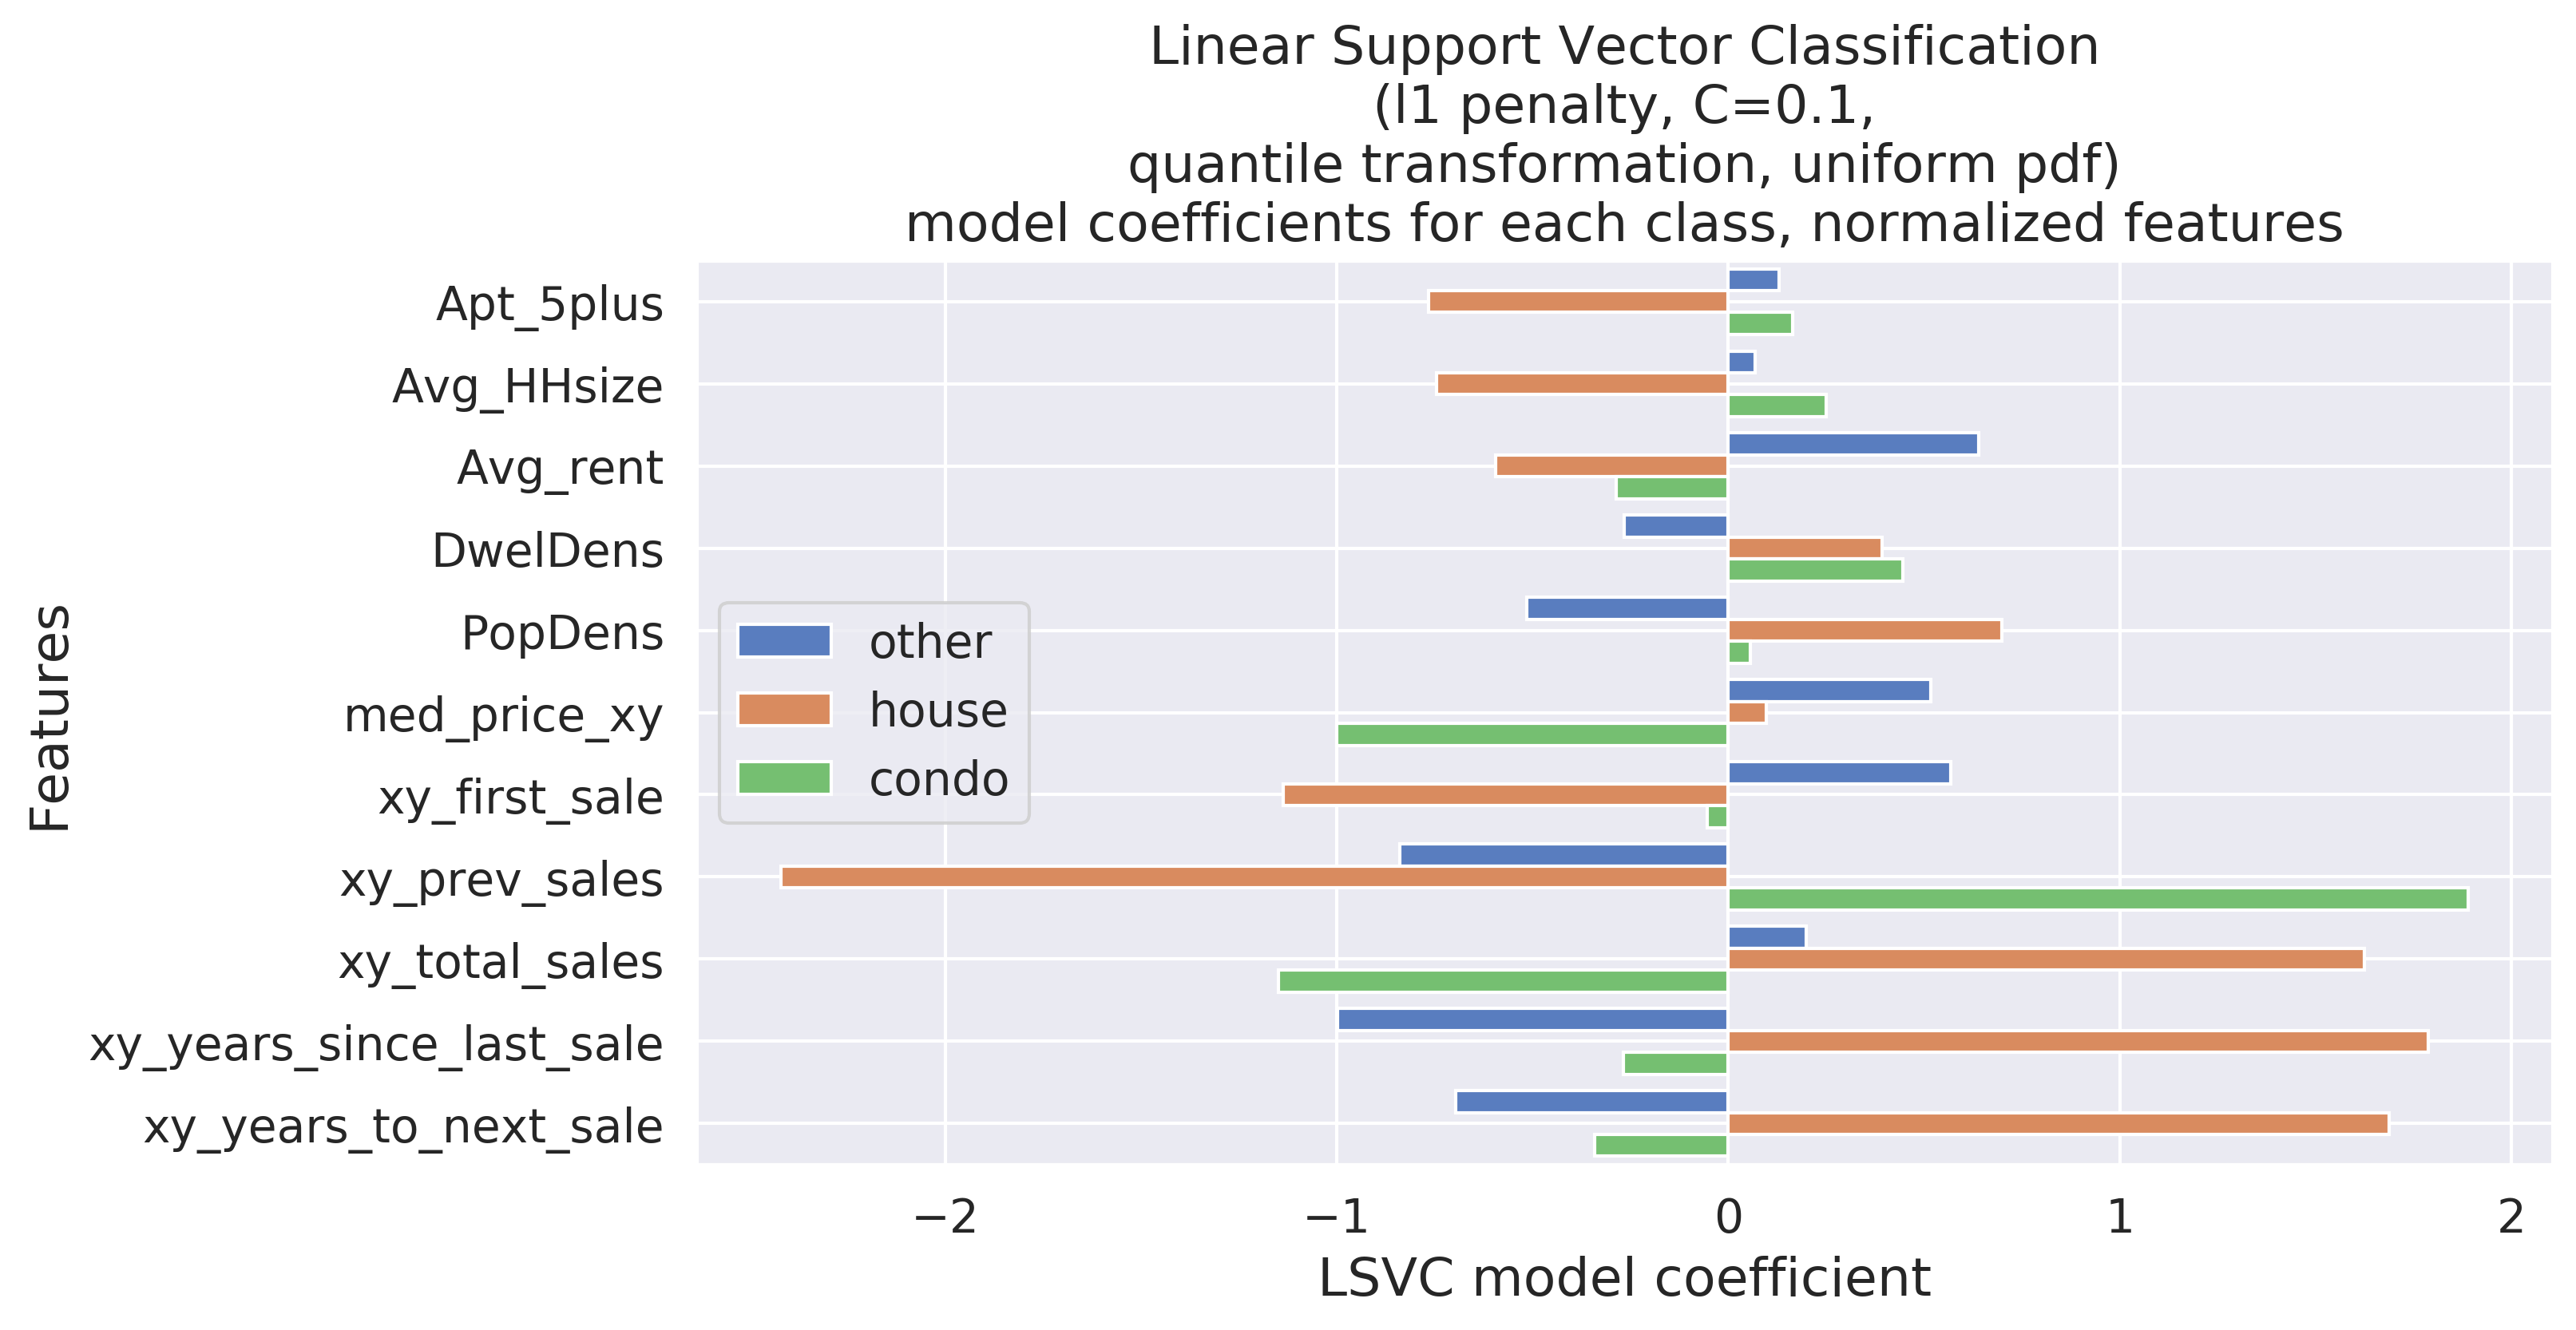 Linear Support Vector Classification
(l1 penalty, C=0.1,
quantile transformation, uniform pdf)
model coefficients for each class, normalized features
Features
Apt_5plus
Avg_HHsize
Avg_rent
DwelDens
PopDens
med_price_xy
xy_first_sale
xy_prev_sales
xy_total_sales
xy_years_since_last_sale
xy_years_to_next_sale
other
house
condo
−2 −1 0 1 2
LSVC model coefficient